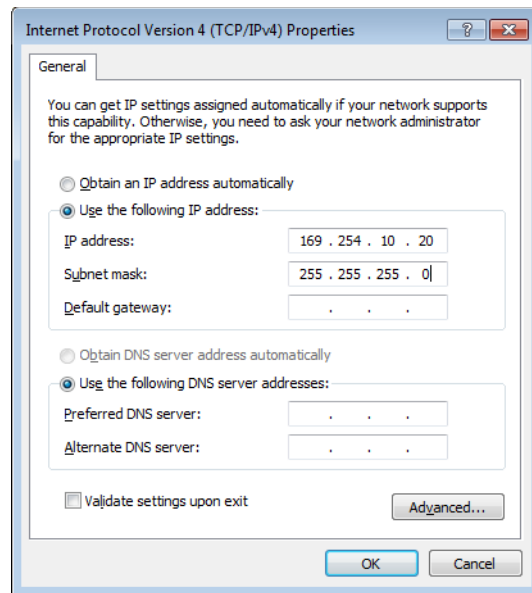 Internet Protocol Version 4 (TCP/IPv4) Properties
General
You can get IP settings assigned automatically if your network supports
this capability. Otherwise, you need to ask your network administrator
for the appropriate IP settings.
Obtain an IP address automatically
Use the following IP address:
IP address: 169 . 254 . 10 . 20
Subnet mask: 255 . 255 . 255 . 0
Default gateway: . . .
Obtain DNS server address automatically
Use the following DNS server addresses:
Preferred DNS server: . . .
Alternate DNS server: . . .
Validate settings upon exit
Advanced...
OK Cancel